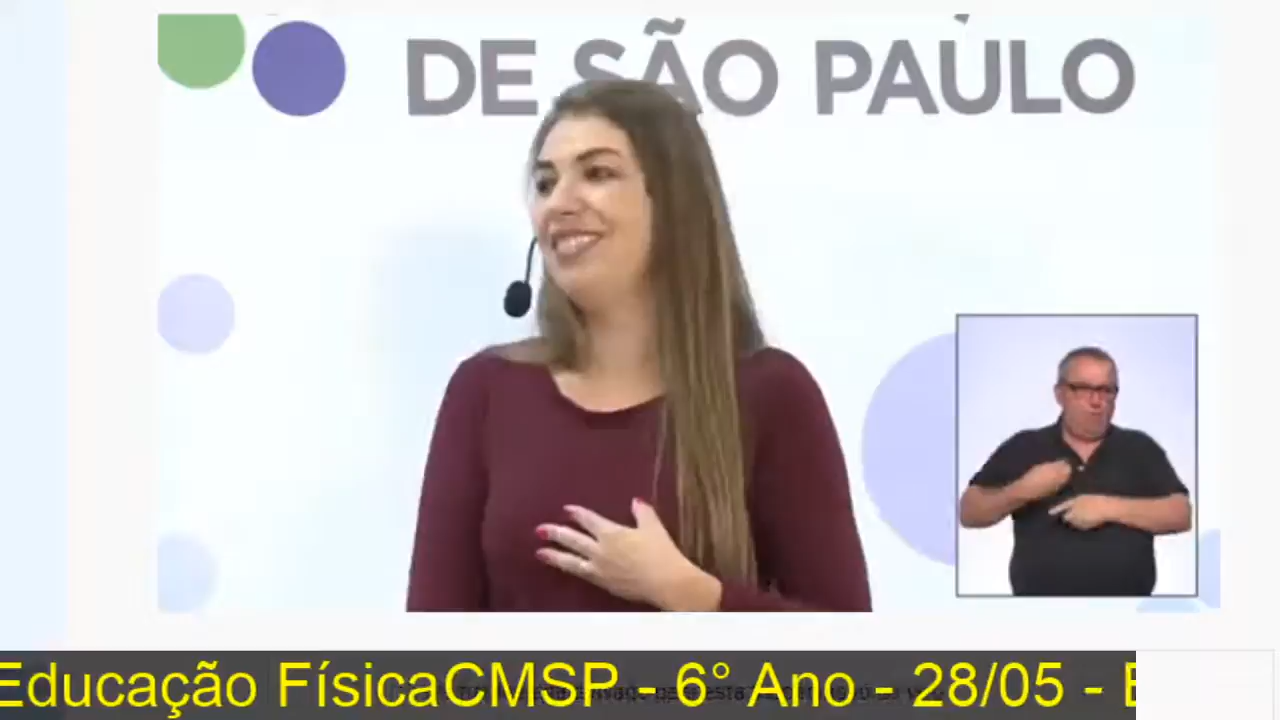 DE SÃO PAULO
Educação FísicaCMSP - 6° Ano - 28/05 - E